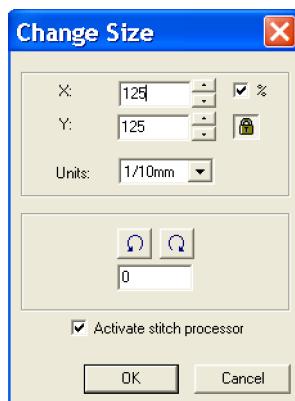 Change Size
X: 125 %
Y: 125
Units: 1/10mm
0
Activate stitch processor
OK Cancel